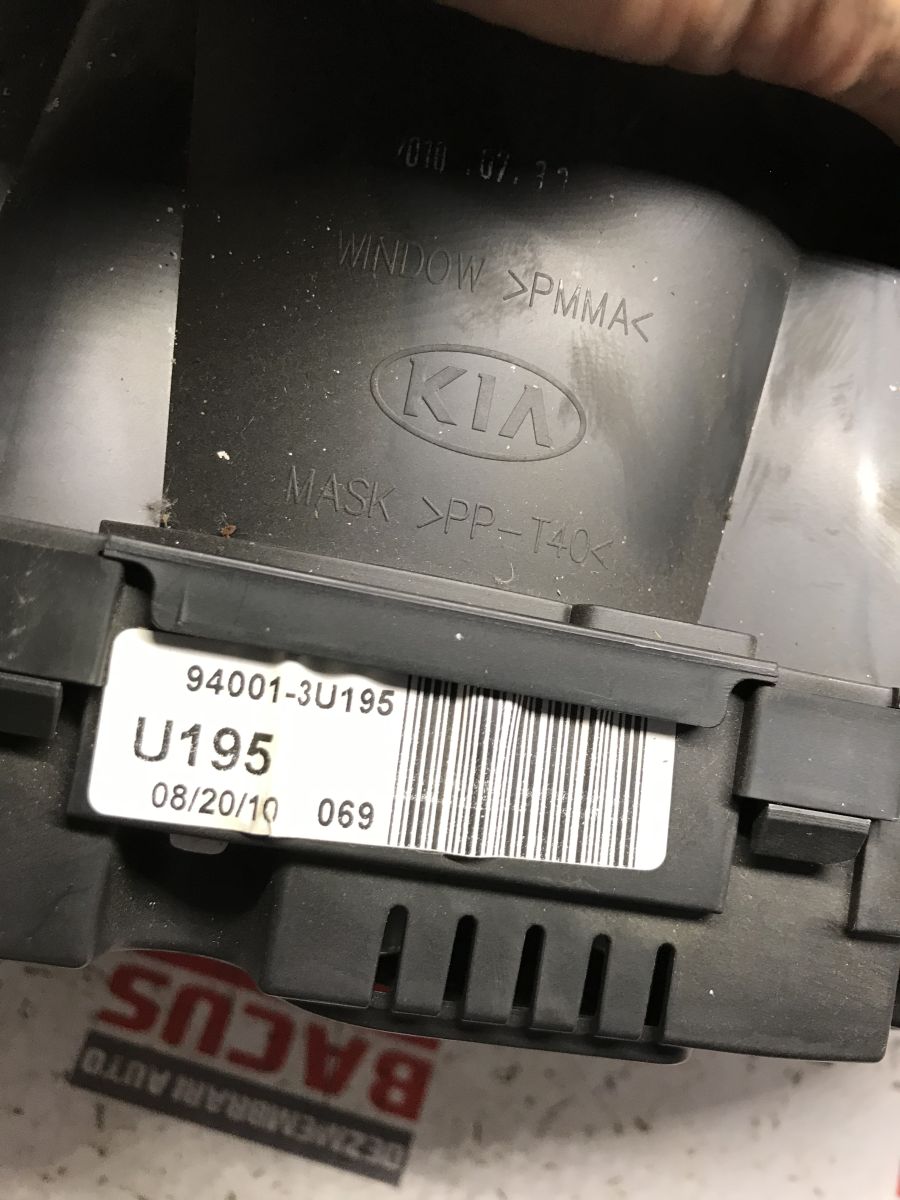 WINDOW >PMMA<
KIA
MASK >PP-T40<
94001-3U195
U195
08/20/10 069
BACUS
DEZMEMBRARI AUTO